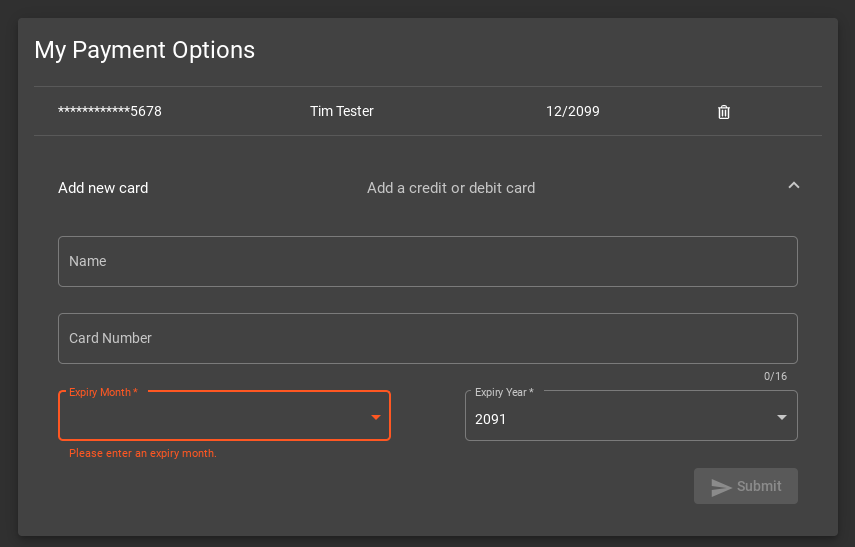 My Payment Options
************5678 Tim Tester 12/2099
Add new card Add a credit or debit card
Name
Card Number
0/16
Expiry Month * Expiry Year *
2091
Please enter an expiry month.
Submit